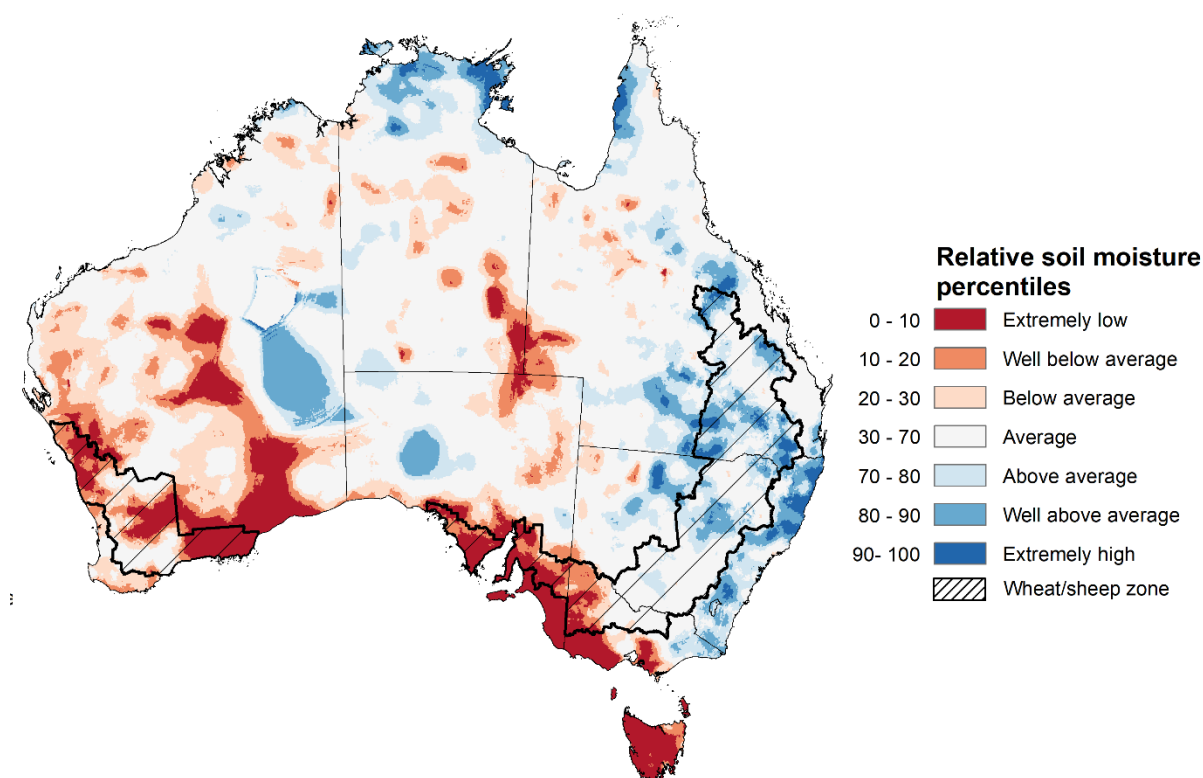 Relative soil moisture
percentiles
0 - 10 Extremely low
10 - 20 Well below average
20 - 30 Below average
30 - 70 Average
70 - 80 Above average
80 - 90 Well above average
90- 100 Extremely high
Wheat/sheep zone